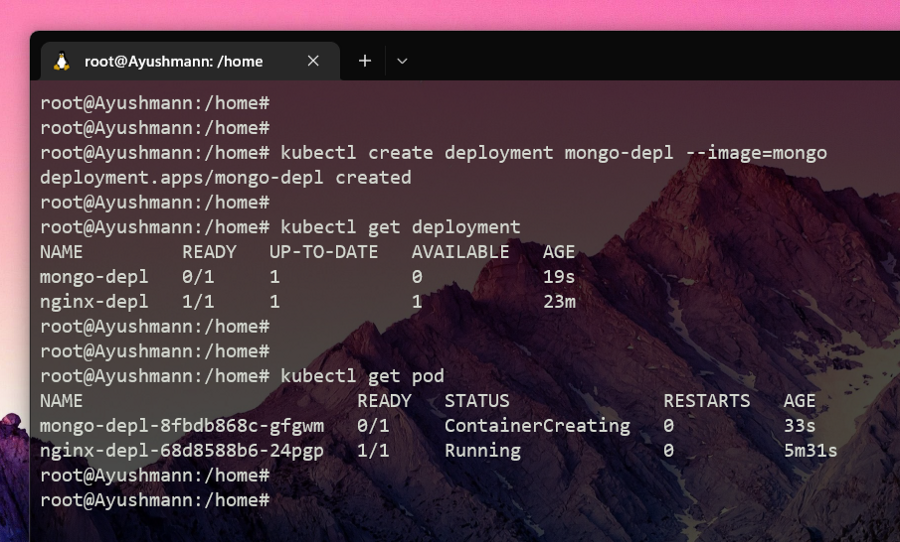 root@Ayushmann: /home
root@Ayushmann:/home#
root@Ayushmann:/home#
root@Ayushmann:/home# kubectl create deployment mongo-depl --image=mongo
deployment.apps/mongo-depl created
root@Ayushmann:/home#
root@Ayushmann:/home# kubectl get deployment
NAME READY UP-TO-DATE AVAILABLE AGE
mongo-depl 0/1 1 0 19s
nginx-depl 1/1 1 1 23m
root@Ayushmann:/home#
root@Ayushmann:/home#
root@Ayushmann:/home# kubectl get pod
NAME READY STATUS RESTARTS AGE
mongo-depl-8fbdb868c-gfgwm 0/1 ContainerCreating 0 33s
nginx-depl-68d8588b6-24pgp 1/1 Running 0 5m31s
root@Ayushmann:/home#
root@Ayushmann:/home#